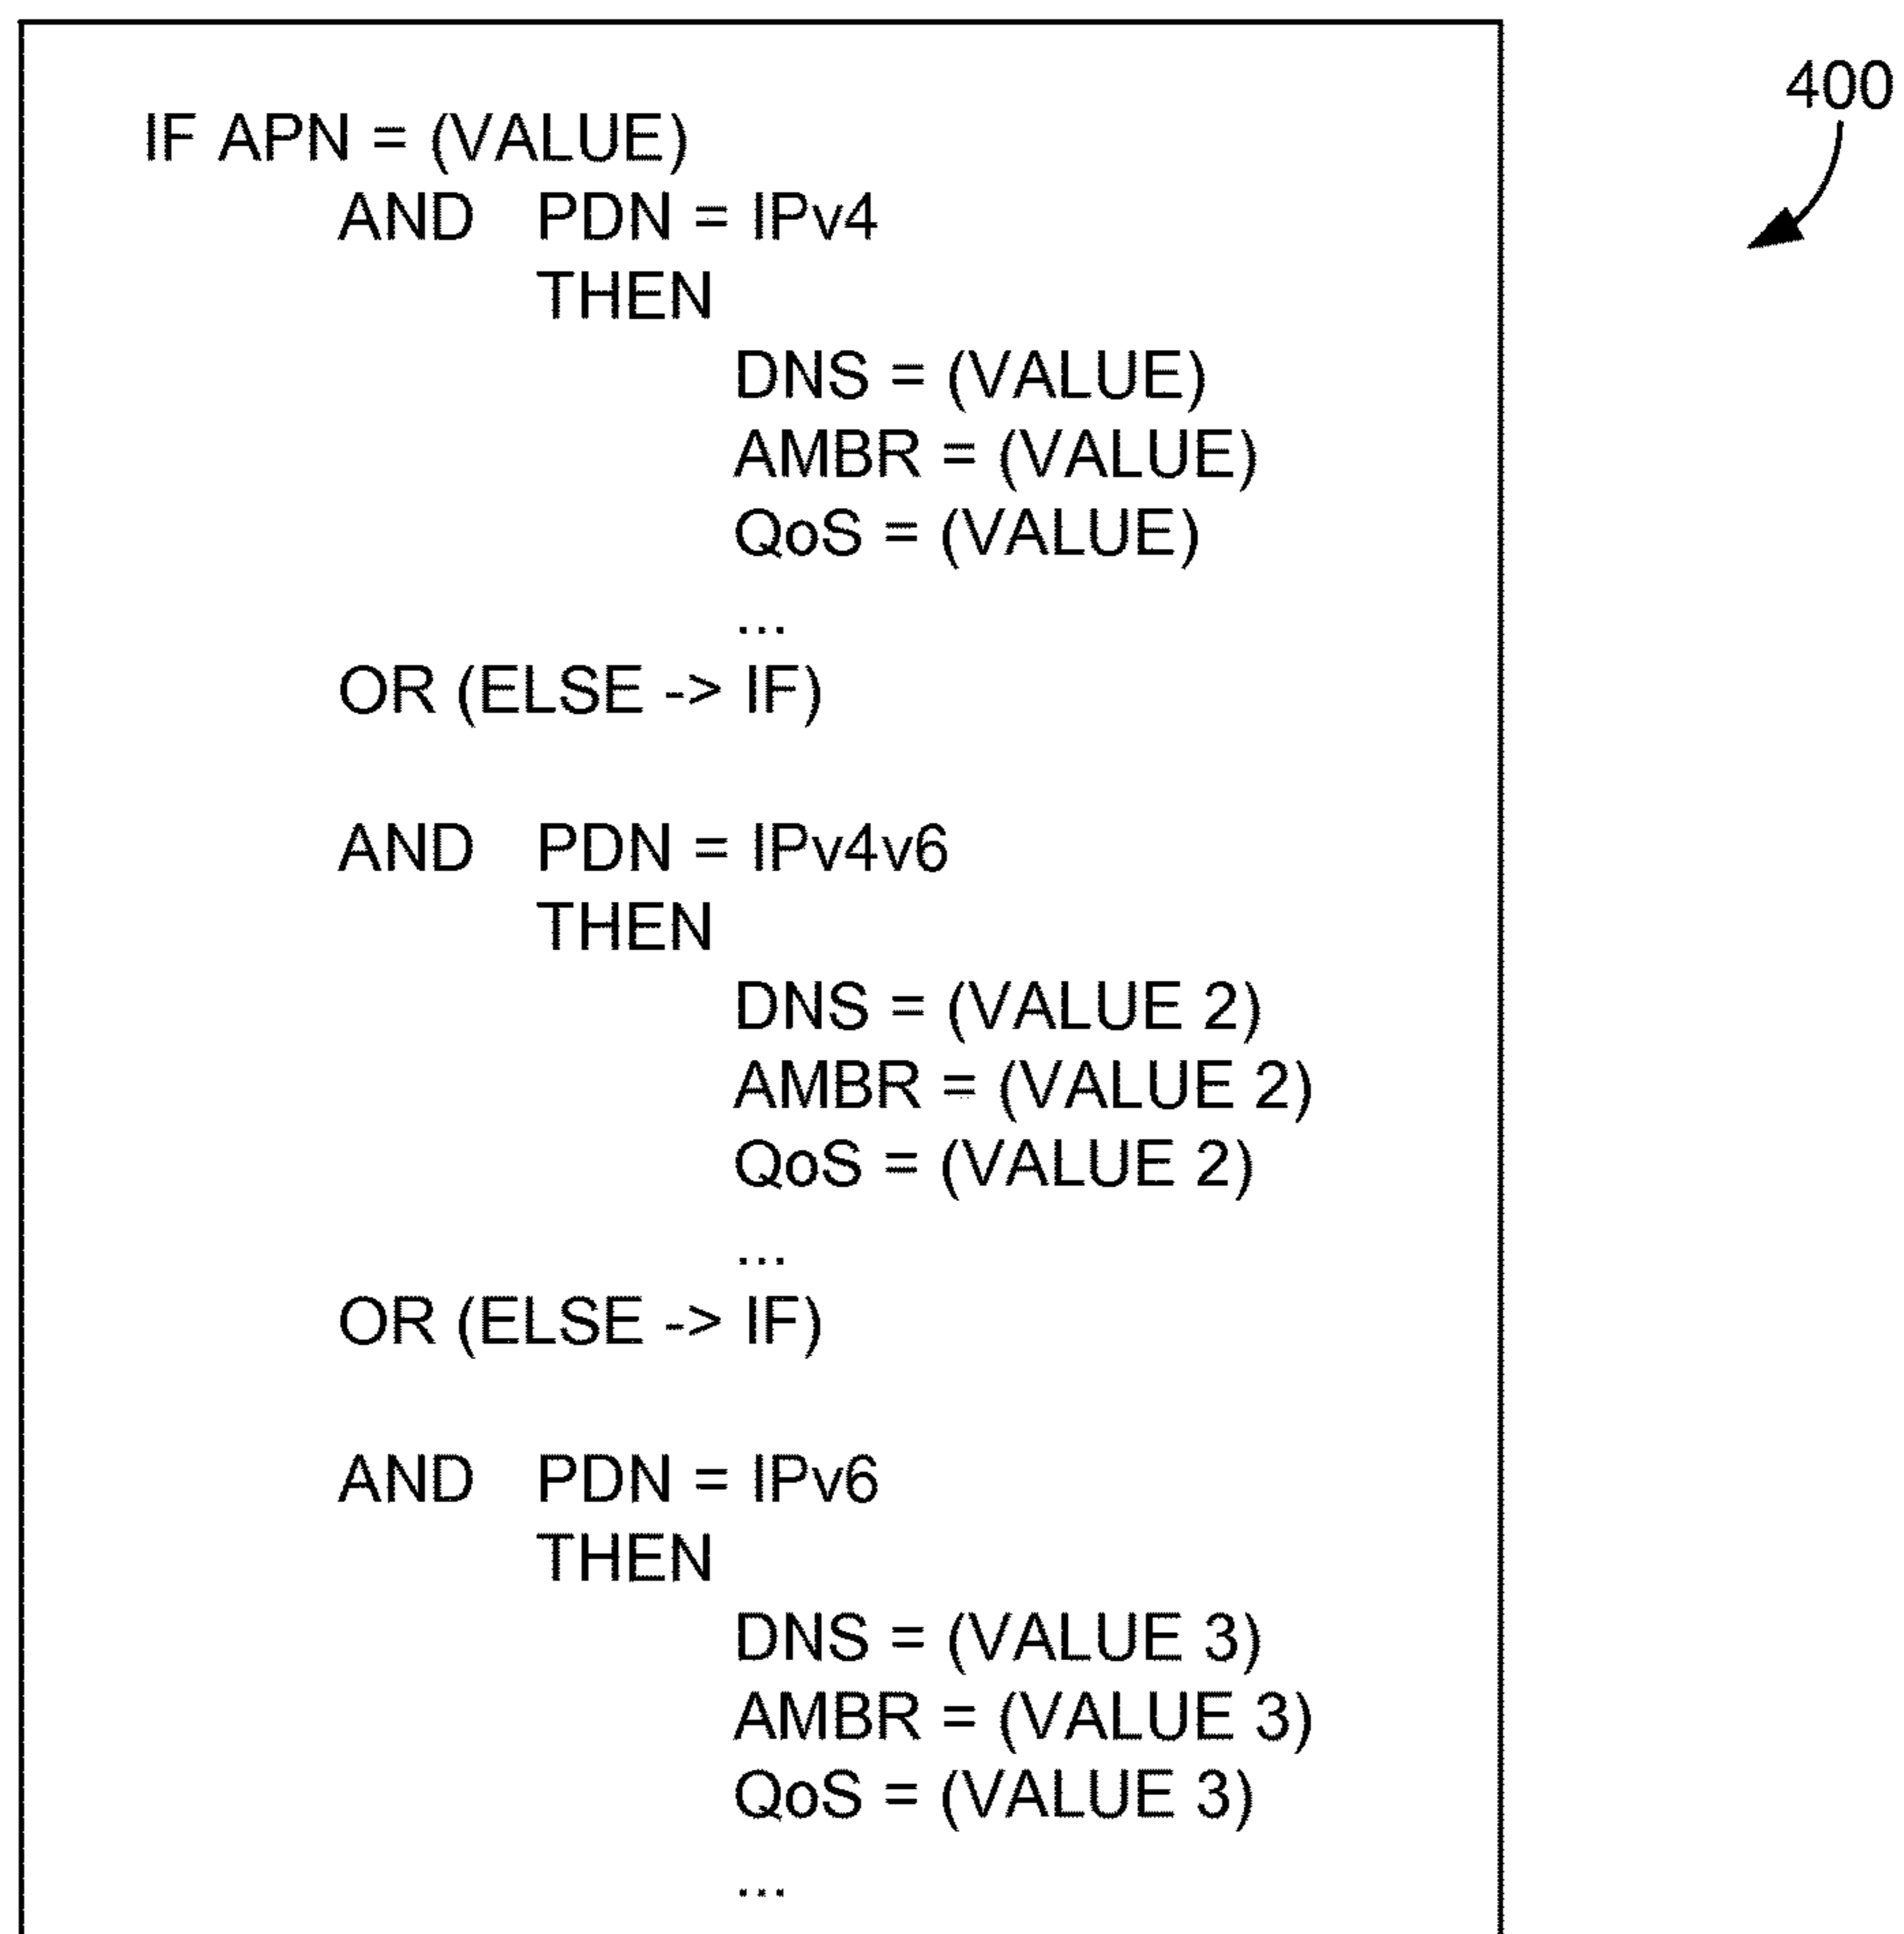 400
IF APN = (VALUE)
AND PDN = IPv4
THEN
DNS = (VALUE)
AMBR = (VALUE)
QoS = (VALUE)
...
OR (ELSE -> IF)
AND PDN = IPv4v6
THEN
DNS = (VALUE 2)
AMBR = (VALUE 2)
QoS = (VALUE 2)
...
OR (ELSE -> IF)
AND PDN = IPv6
THEN
DNS = (VALUE 3)
AMBR = (VALUE 3)
QoS = (VALUE 3)
...